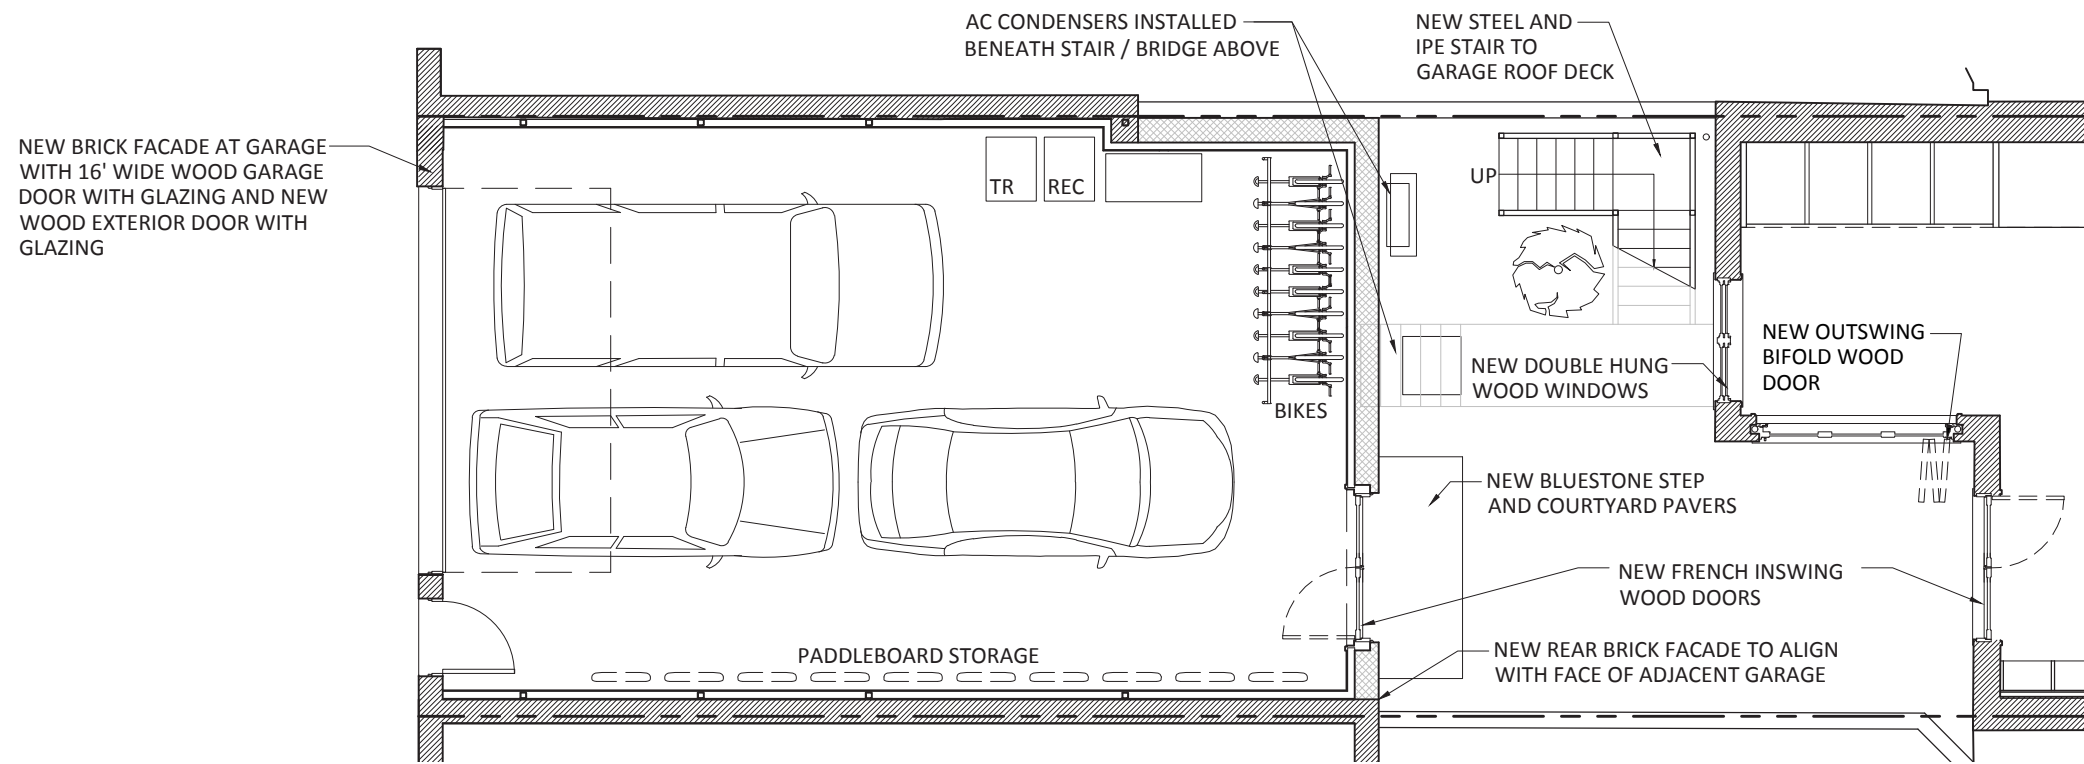 AC CONDENSERS INSTALLED
BENEATH STAIR / BRIDGE ABOVE
NEW STEEL AND
IPE STAIR TO
GARAGE ROOF DECK
NEW BRICK FACADE AT GARAGE
WITH 16' WIDE WOOD GARAGE
DOOR WITH GLAZING AND NEW
WOOD EXTERIOR DOOR WITH
GLAZING
TR
REC
UP
NEW OUTSWING
BIFOLD WOOD
DOOR
NEW DOUBLE HUNG
WOOD WINDOWS
BIKES
NEW BLUESTONE STEP
AND COURTYARD PAVERS
NEW FRENCH INSWING
WOOD DOORS
PADDLEBOARD STORAGE
NEW REAR BRICK FACADE TO ALIGN
WITH FACE OF ADJACENT GARAGE